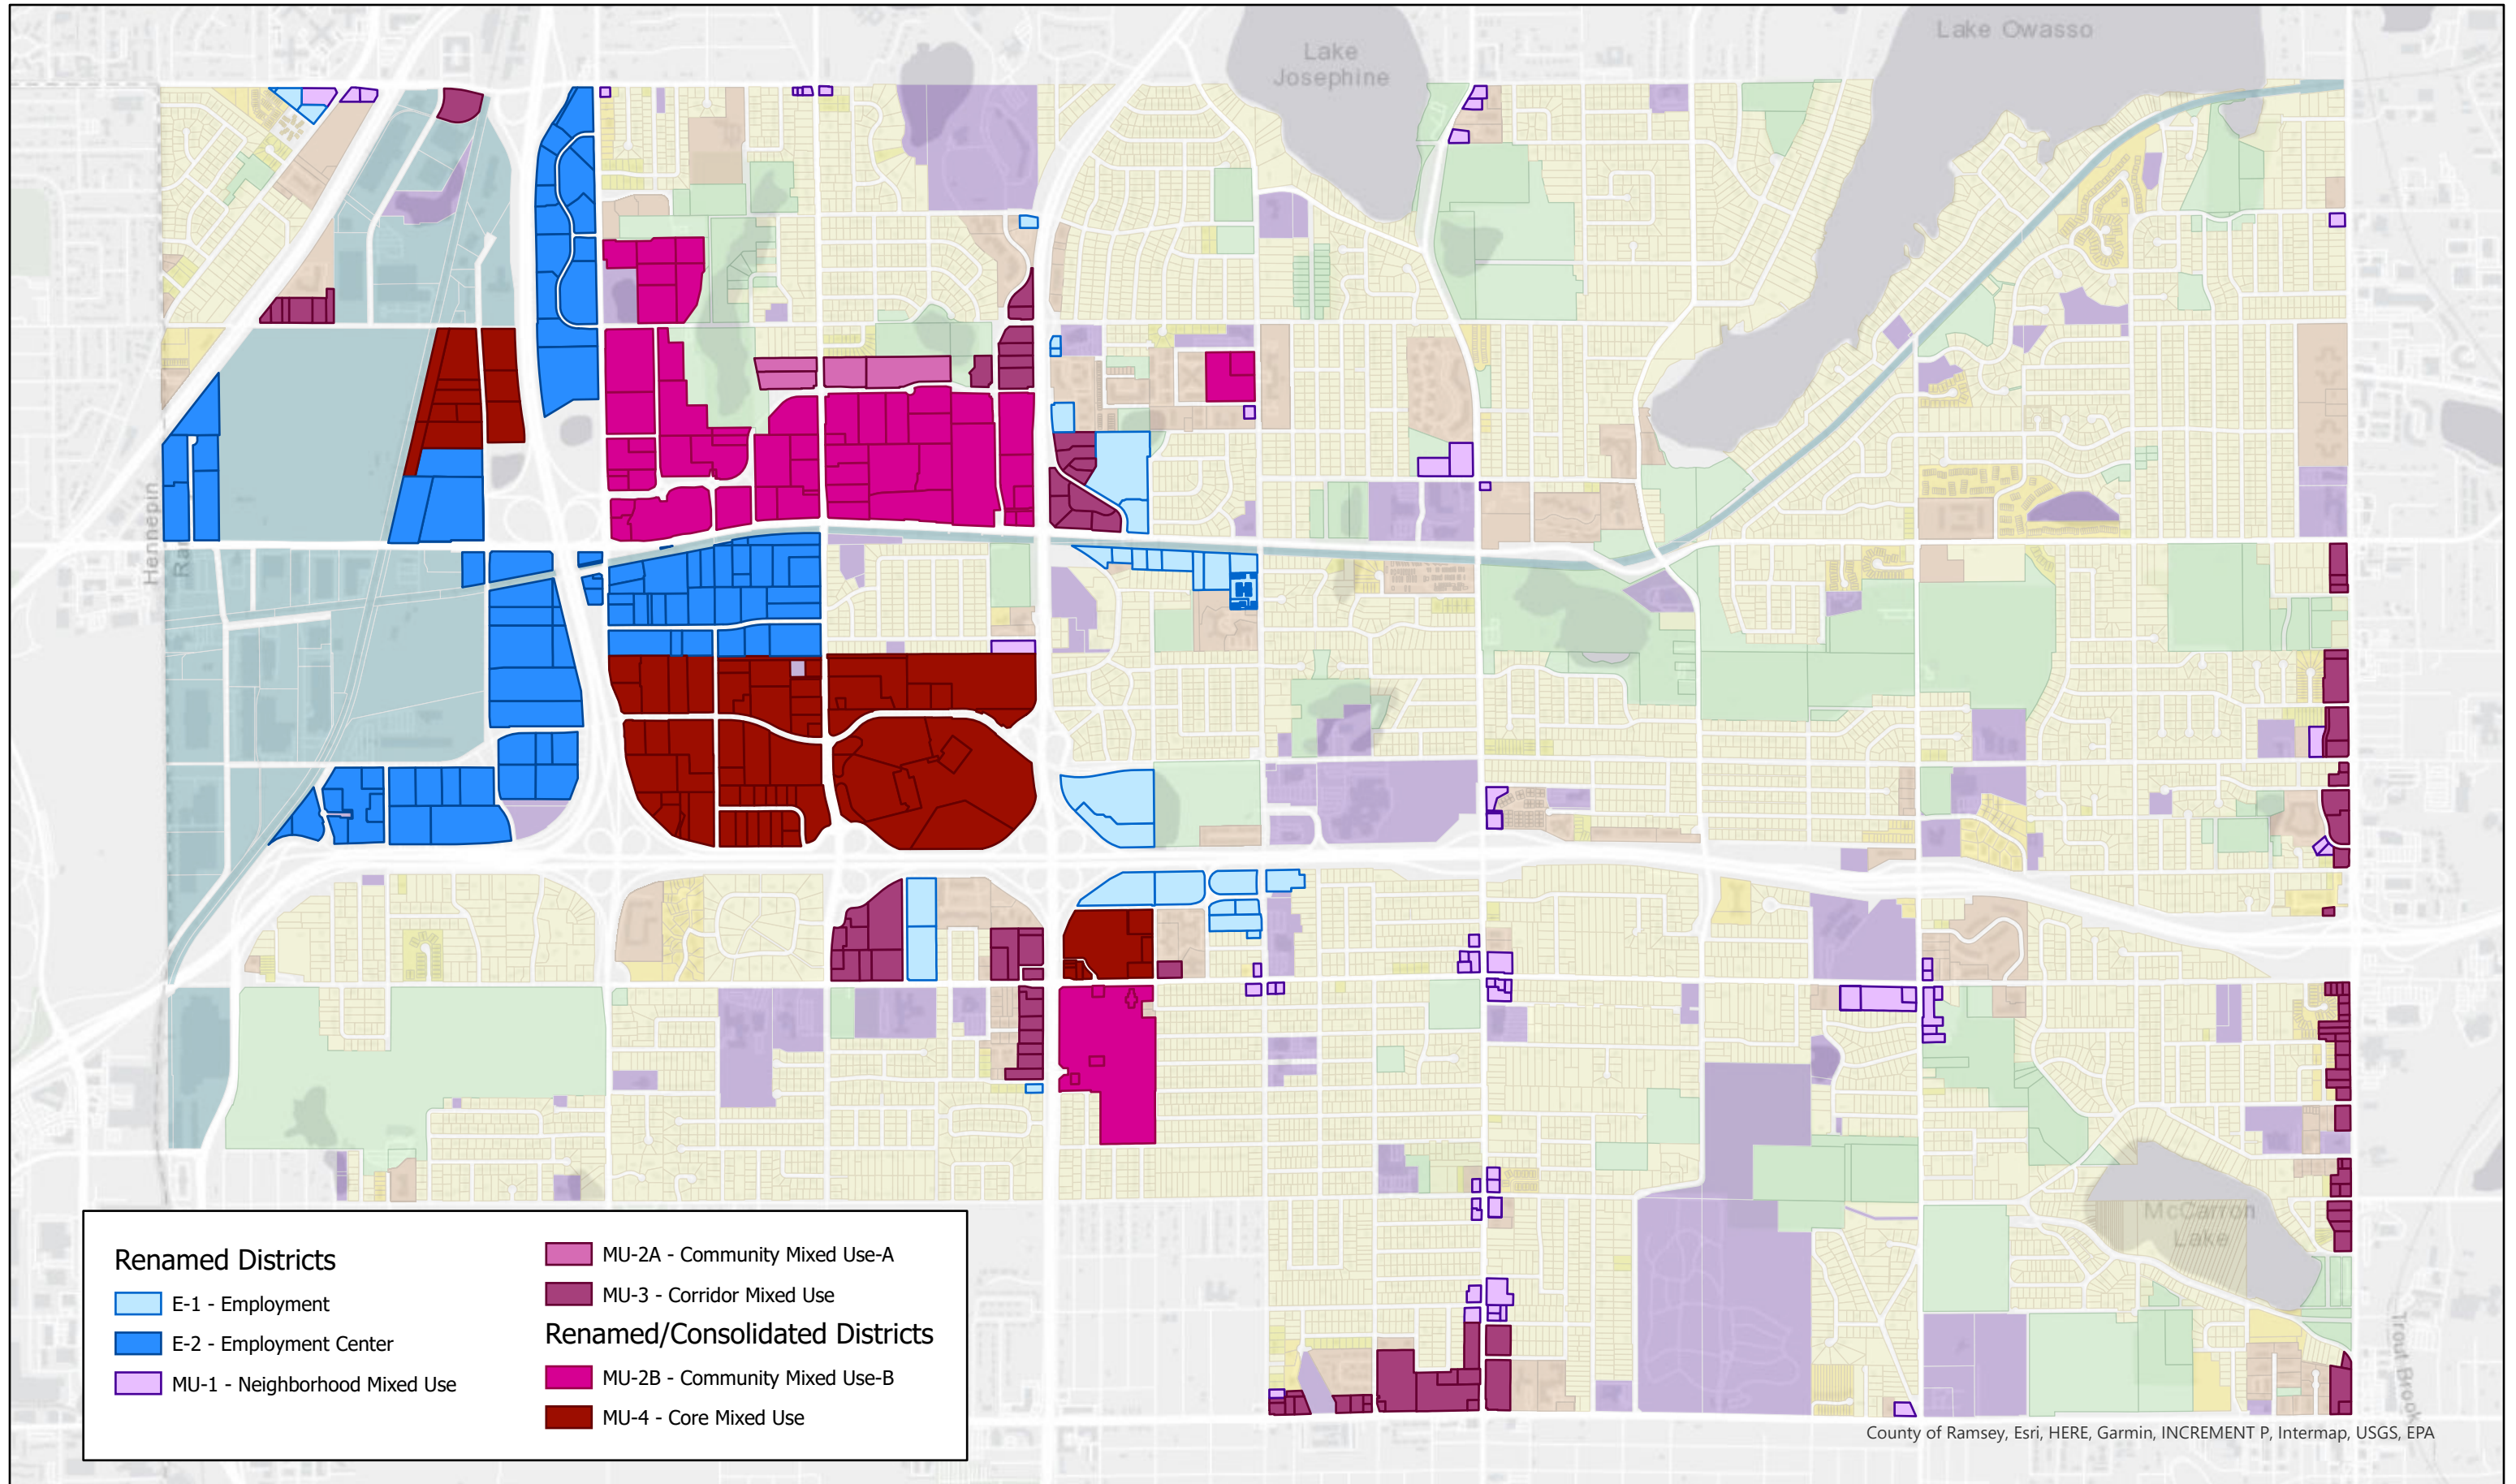 Lake Owasso
Lake
Josephine
Hennepin
McCarron
Lake
Trout Brook
Renamed Districts
E-1 - Employment
E-2 - Employment Center
MU-1 - Neighborhood Mixed Use
MU-2A - Community Mixed Use-A
MU-3 - Corridor Mixed Use
Renamed/Consolidated Districts
MU-2B - Community Mixed Use-B
MU-4 - Core Mixed Use
County of Ramsey, Esri, HERE, Garmin, INCREMENT P, Intermap, USGS, EPA